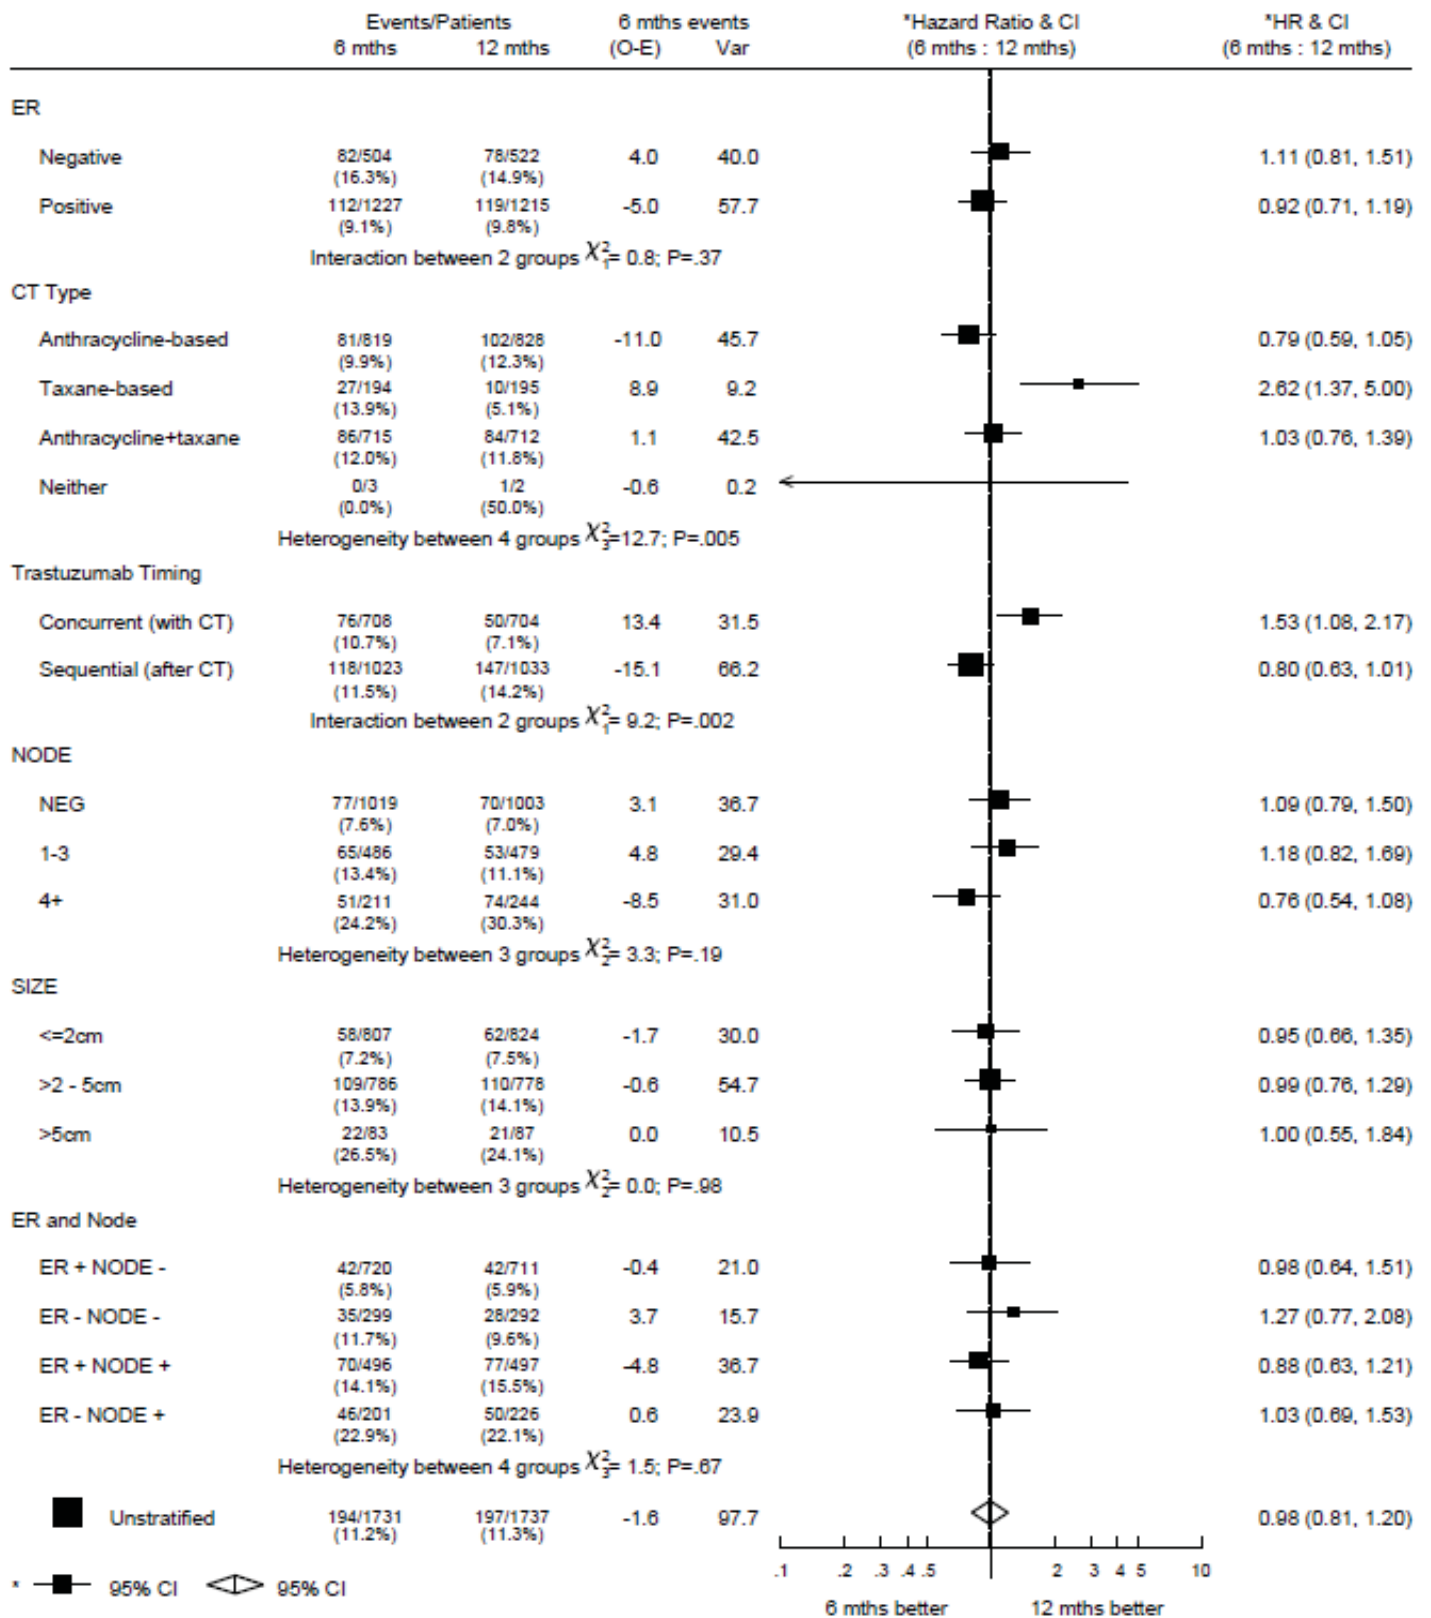 Events/Patients 6 mths events *Hazard Ratio & CI *HR & CI
6 mths 12 mths (O-E) Var (6 mths : 12 mths) (6 mths : 12 mths)
ER
Negative 82/504 78/522 4.0 40.0 1.11 (0.81, 1.51)
(16.3%) (14.9%)
Positive 112/1227 119/1215 -5.0 57.7 0.92 (0.71, 1.19)
(9.1%) (9.8%)
Interaction between 2 groups χ²₁= 0.8; P=.37
CT Type
Anthracycline-based 81/819 102/828 -11.0 45.7 0.79 (0.59, 1.05)
(9.9%) (12.3%)
Taxane-based 27/194 10/195 8.9 9.2 2.62 (1.37, 5.00)
(13.9%) (5.1%)
Anthracycline+taxane 86/715 84/712 1.1 42.5 1.03 (0.76, 1.39)
(12.0%) (11.8%)
Neither 0/3 1/2 -0.6 0.2
(0.0%) (50.0%)
Heterogeneity between 4 groups χ²₃=12.7; P=.005
Trastuzumab Timing
Concurrent (with CT) 76/708 50/704 13.4 31.5 1.53 (1.08, 2.17)
(10.7%) (7.1%)
Sequential (after CT) 118/1023 147/1033 -15.1 66.2 0.80 (0.63, 1.01)
(11.5%) (14.2%)
Interaction between 2 groups χ²₁= 9.2; P=.002
NODE
NEG 77/1019 70/1003 3.1 36.7 1.09 (0.79, 1.50)
(7.6%) (7.0%)
1-3 65/486 53/479 4.8 29.4 1.18 (0.82, 1.69)
(13.4%) (11.1%)
4+ 51/211 74/244 -8.5 31.0 0.76 (0.54, 1.08)
(24.2%) (30.3%)
Heterogeneity between 3 groups χ²₂= 3.3; P=.19
SIZE
<=2cm 58/807 62/824 -1.7 30.0 0.95 (0.66, 1.35)
(7.2%) (7.5%)
>2 - 5cm 109/786 110/778 -0.6 54.7 0.99 (0.76, 1.29)
(13.9%) (14.1%)
>5cm 22/83 21/87 0.0 10.5 1.00 (0.55, 1.84)
(26.5%) (24.1%)
Heterogeneity between 3 groups χ²₂= 0.0; P=.98
ER and Node
ER + NODE - 42/720 42/711 -0.4 21.0 0.98 (0.64, 1.51)
(5.8%) (5.9%)
ER - NODE - 35/299 28/292 3.7 15.7 1.27 (0.77, 2.08)
(11.7%) (9.6%)
ER + NODE + 70/496 77/497 -4.8 36.7 0.88 (0.63, 1.21)
(14.1%) (15.5%)
ER - NODE + 46/201 50/226 0.6 23.9 1.03 (0.69, 1.53)
(22.9%) (22.1%)
Heterogeneity between 4 groups χ²₃= 1.5; P=.67
Unstratified 194/1731 197/1737 -1.6 97.7 0.98 (0.81, 1.20)
(11.2%) (11.3%)
.1 .2 .3 .4 .5 2 3 4 5 10
* 95% CI 95% CI
6 mths better 12 mths better